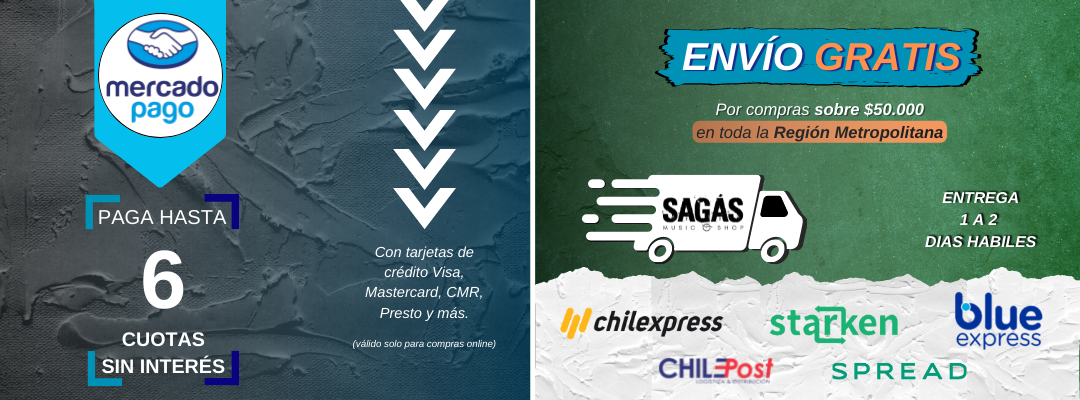 mercado
pago
PAGA HASTA
6
CUOTAS
SIN INTERÉS
Con tarjetas de
crédito Visa,
Mastercard, CMR,
Presto y más.
(válido solo para compras online)
ENVÍO GRATIS
Por compras sobre $50.000
en toda la Región Metropolitana
SAGÁS
MUSIC SHOP
ENTREGA
1 A 2
DIAS HABILES
chilexpress
starken
blue
express
CHILEPost
LOGISTICA & DISTRIBUCIÓN
SPREAD